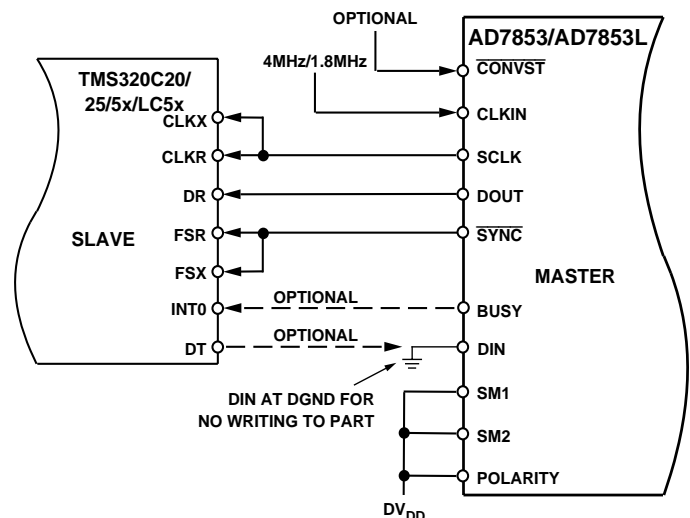 OPTIONAL
AD7853/AD7853L
4MHz/1.8MHz
CONVST
TMS320C20/
25/5x/LC5x
CLKX
CLKIN
CLKR
SCLK
DR
DOUT
SLAVE
FSR
SYNC
FSX
MASTER
INT0
OPTIONAL
BUSY
DT
OPTIONAL
DIN
DIN AT DGND FOR
NO WRITING TO PART
SM1
SM2
POLARITY
DVDD